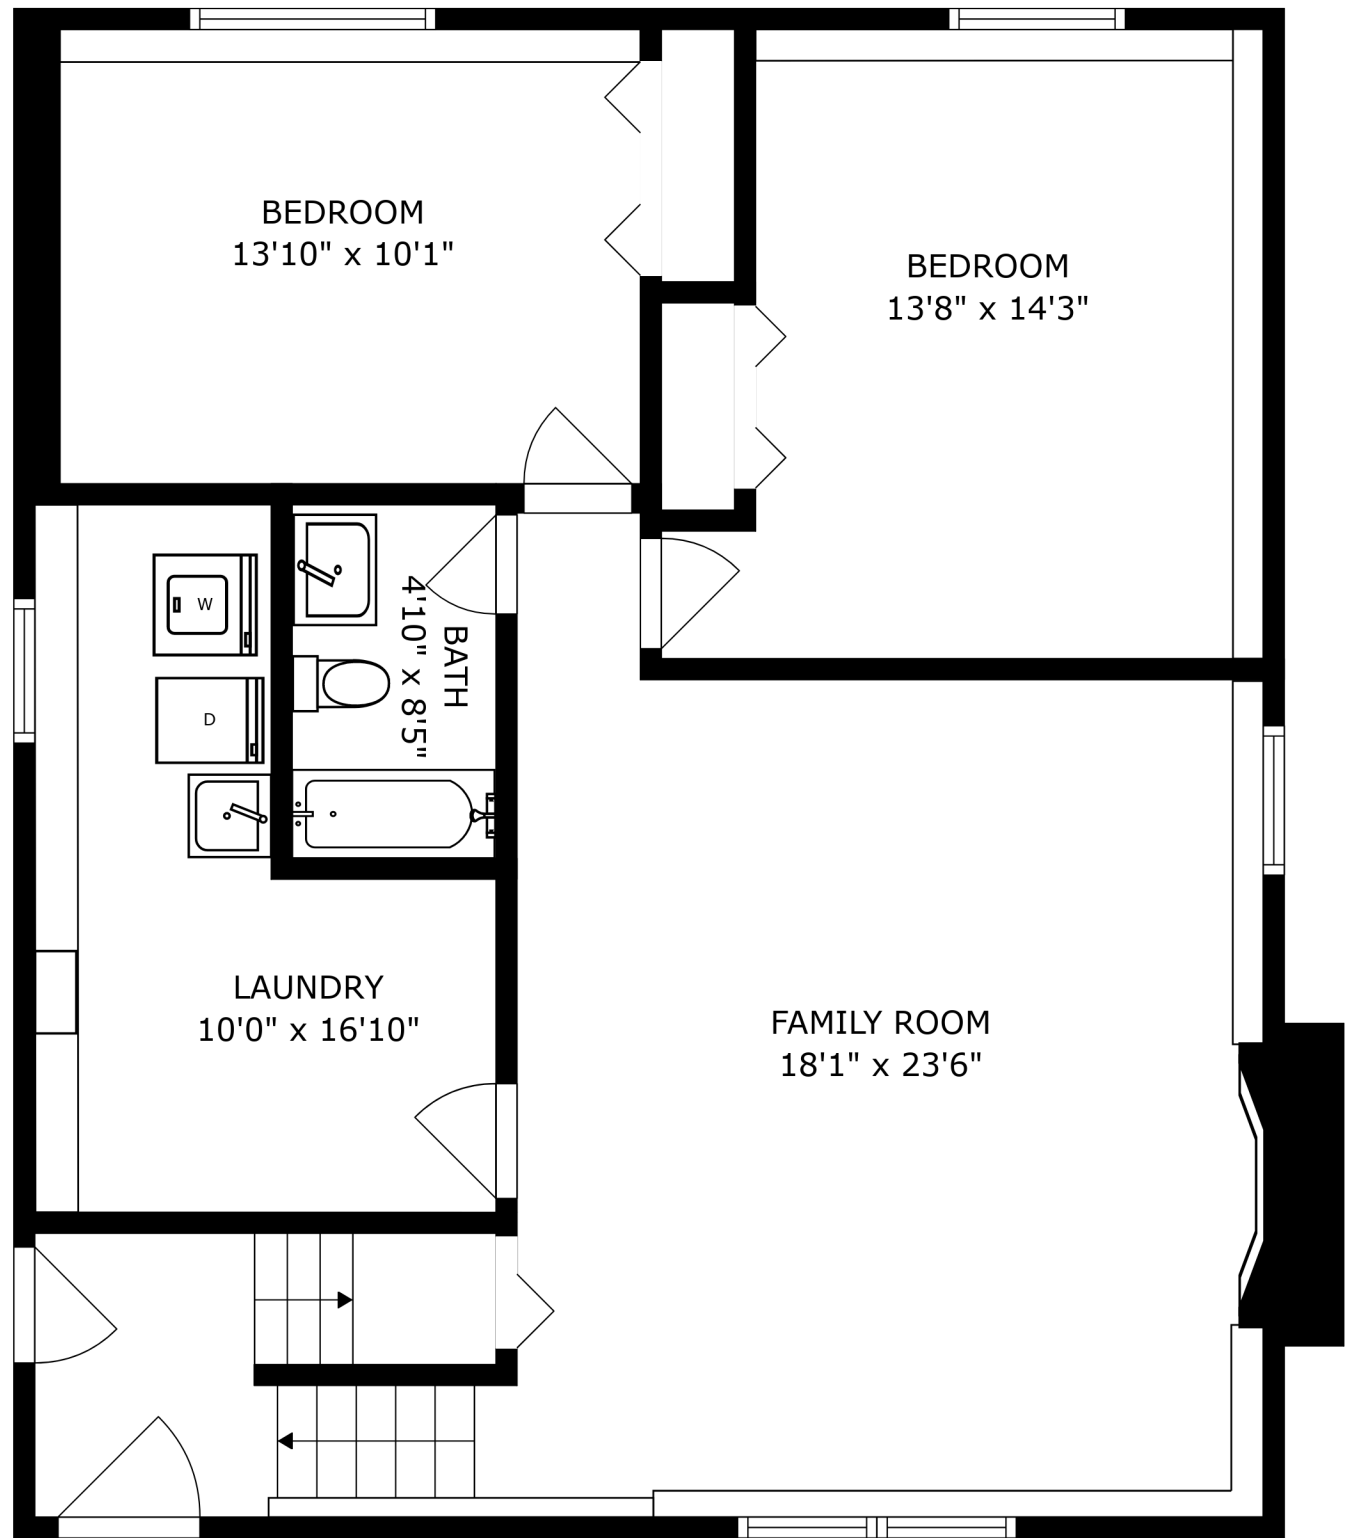 BEDROOM
13'10" x 10'1"
BEDROOM
13'8" x 14'3"
W
D
BATH
4'10" x 8'5"
LAUNDRY
10'0" x 16'10"
FAMILY ROOM
18'1" x 23'6"